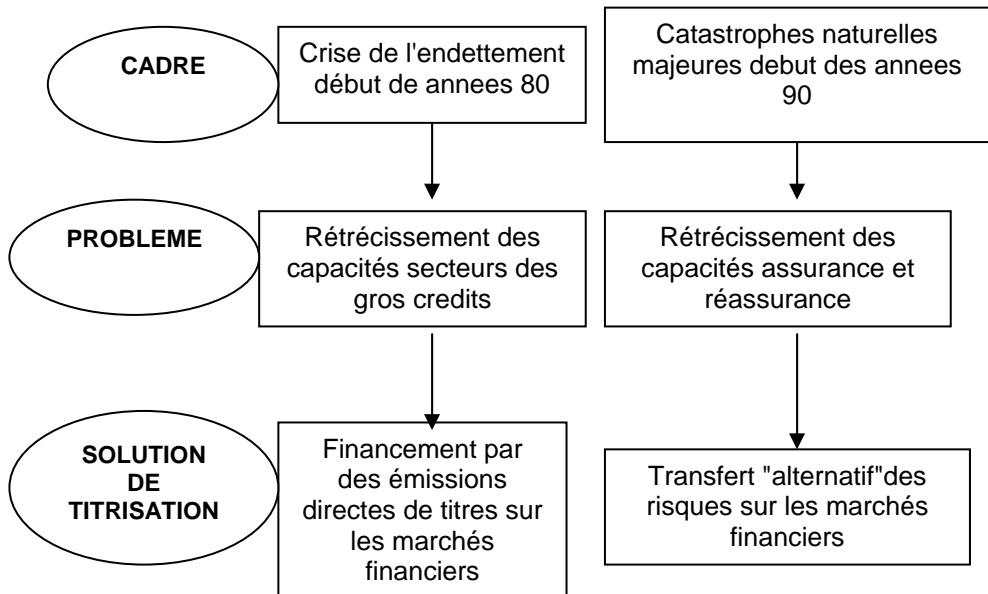 CADRE
Crise de l'endettement
début de annees 80
Catastrophes naturelles
majeures debut des annees
90
PROBLEME
Rétrécissement des
capacités secteurs des
gros credits
Rétrécissement des
capacités assurance et
réassurance
SOLUTION
DE
TITRISATION
Financement par
des émissions
directes de titres sur
les marchés
financiers
Transfert "alternatif"des
risques sur les marchés
financiers